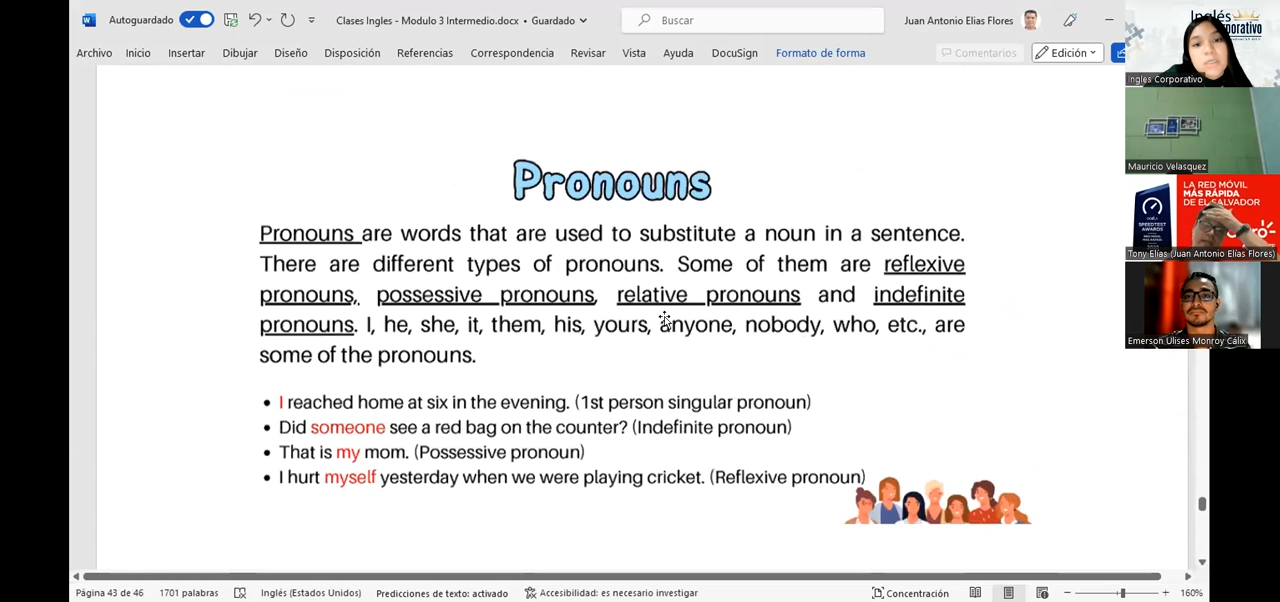 Autoguardado
Clases Ingles - Modulo 3 Intermedio.docx • Guardado
Buscar
Juan Antonio Elias Flores
Archivo Inicio Insertar Dibujar Diseño Disposición Referencias Correspondencia Revisar Vista Ayuda DocuSign Formato de forma Comentarios Edición
Pronouns
Pronouns are words that are used to substitute a noun in a sentence.
There are different types of pronouns. Some of them are reflexive
pronouns, possessive pronouns, relative pronouns and indefinite
pronouns. I, he, she, it, them, his, yours, anyone, nobody, who, etc., are
some of the pronouns.
• I reached home at six in the evening. (1st person singular pronoun)
• Did someone see a red bag on the counter? (Indefinite pronoun)
• That is my mom. (Possessive pronoun)
• I hurt myself yesterday when we were playing cricket. (Reflexive pronoun)
Inglés
Ingles Corporativo
Mauricio Velasquez
LA RED MÓVIL
MÁS RÁPIDA
DE EL SALVADOR
SPEEDTEST
AWARDS
Tony Elías (Juan Antonio Elías Flores)
Emerson Ulises Monroy Cálix
Página 43 de 46 1701 palabras Inglés (Estados Unidos) Predicciones de texto: activado Accesibilidad: es necesario investigar Concentración 160%